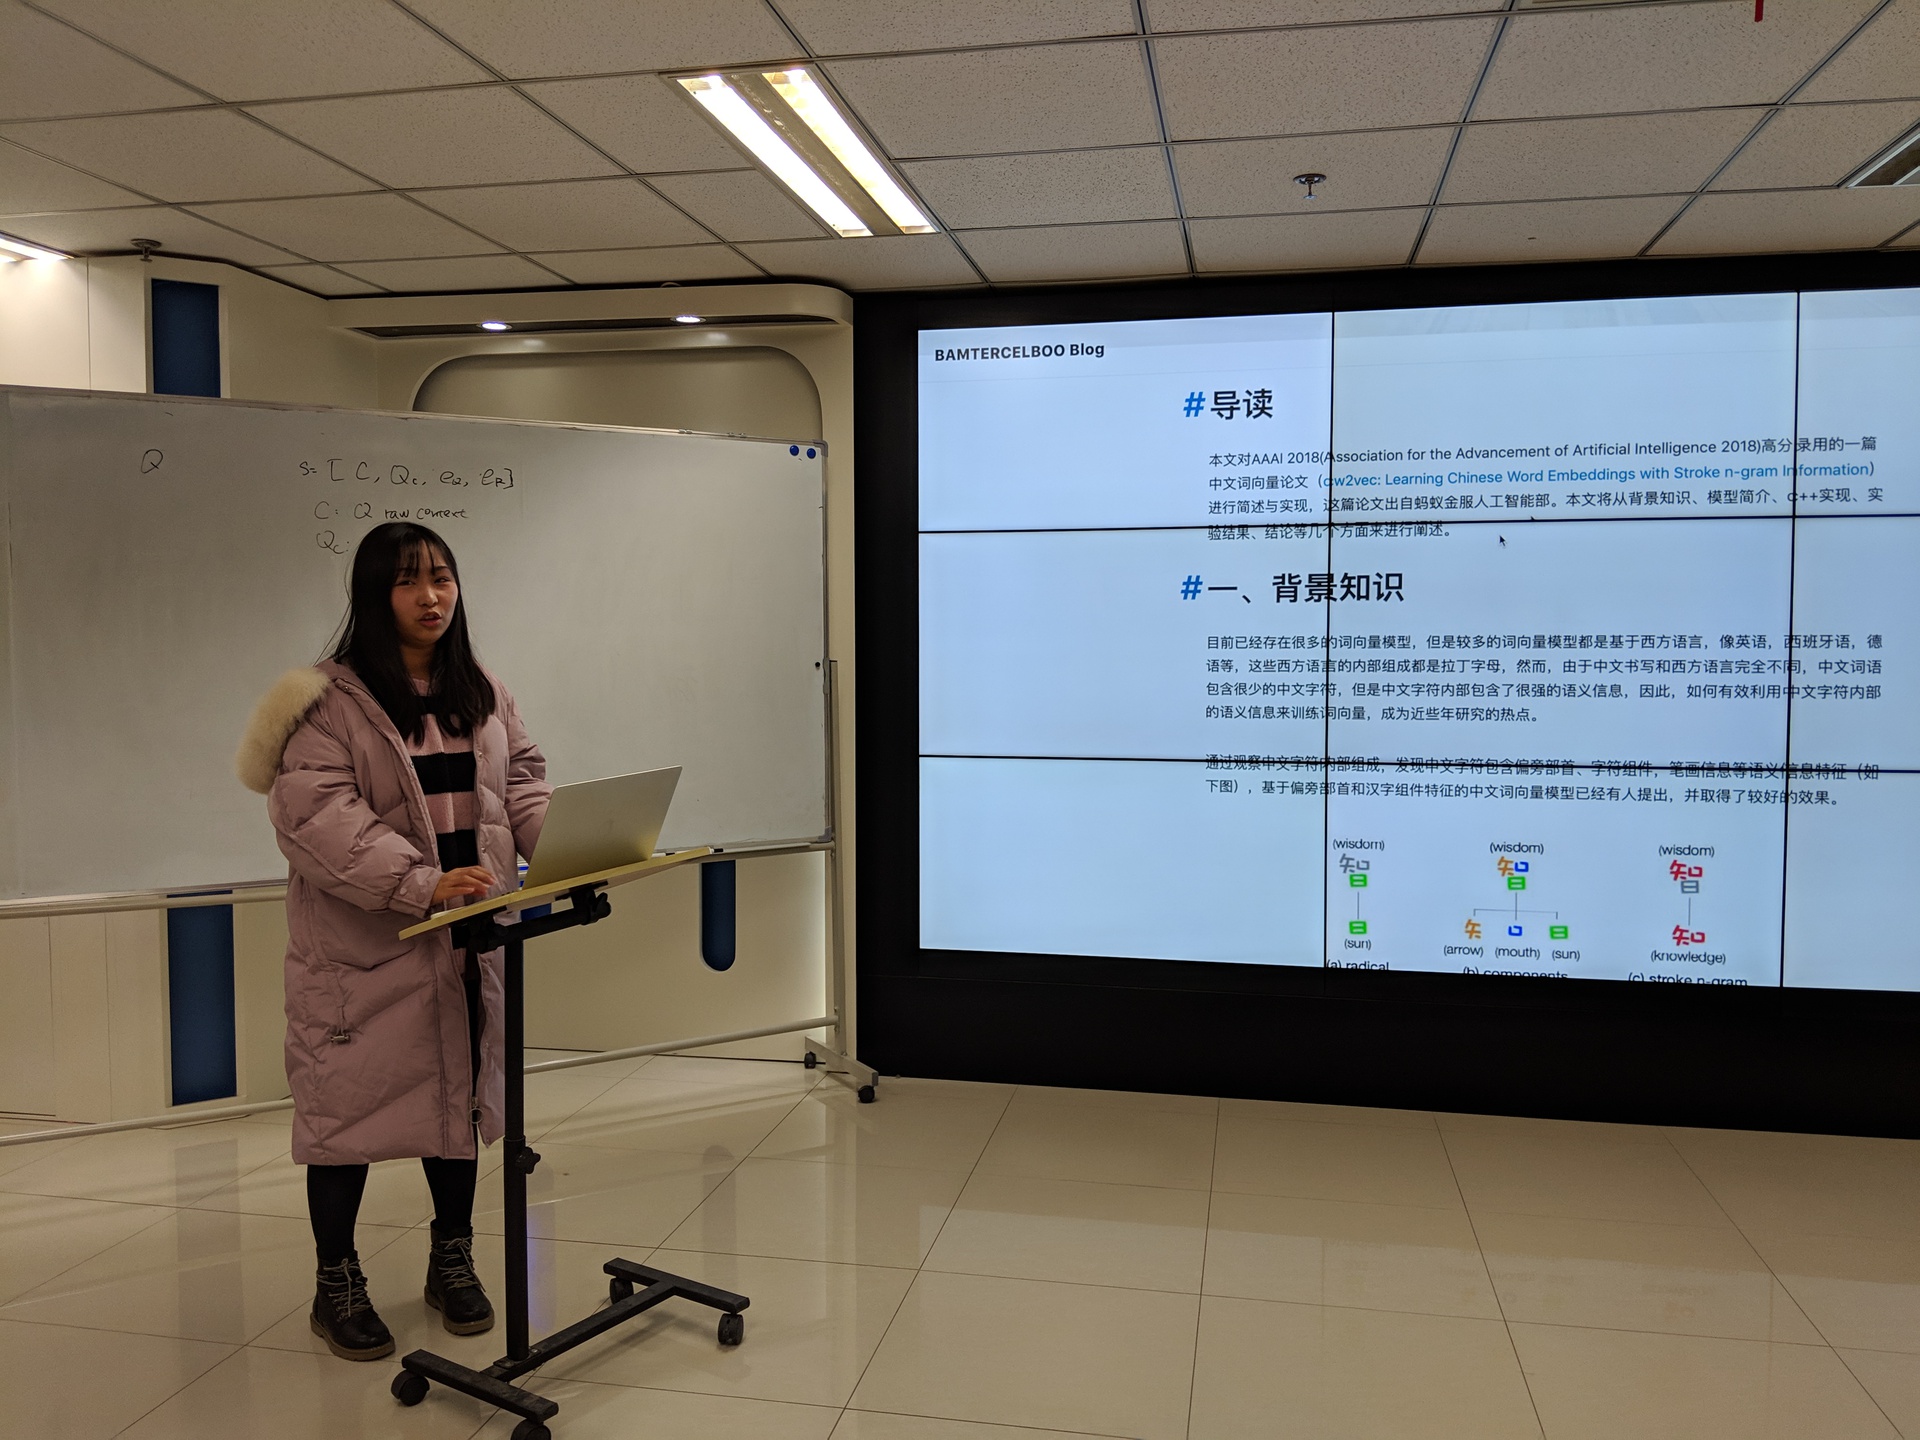 Q
S= [ C, Qc, eQ, eR ]
C: Q raw context
Qc:
BAMTERCELBOO Blog
# 导读
本文对AAAI 2018(Association for the Advancement of Artificial Intelligence 2018)高分录用的一篇
中文词向量论文（cw2vec: Learning Chinese Word Embeddings with Stroke n-gram Information）
进行简述与实现，这篇论文出自蚂蚁金服人工智能部。本文将从背景知识、模型简介、c++实现、实
验结果、结论等几个方面来进行阐述。
# 一、背景知识
目前已经存在很多的词向量模型，但是较多的词向量模型都是基于西方语言，像英语，西班牙语，德
语等，这些西方语言的内部组成都是拉丁字母，然而，由于中文书写和西方语言完全不同，中文词语
包含很少的中文字符，但是中文字符内部包含了很强的语义信息，因此，如何有效利用中文字符内部
的语义信息来训练词向量，成为近些年研究的热点。
通过观察中文字符内部组成，发现中文字符包含偏旁部首、字符组件，笔画信息等语义信息特征（如
下图），基于偏旁部首和汉字组件特征的中文词向量模型已经有人提出，并取得了较好的效果。
(wisdom) (wisdom) (wisdom)
智 智 智
日 矢 口 日 知
(sun) (arrow) (mouth) (sun) (knowledge)
(a) radical (b) components (c) stroke n-gram